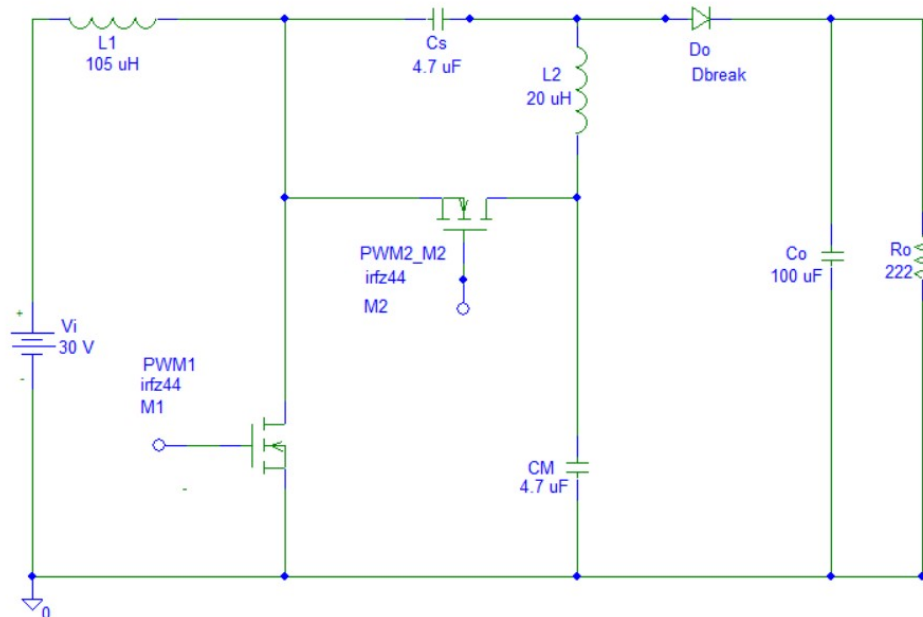 L1
105 uH
Cs
4.7 uF
L2
20 uH
Do
Dbreak
PWM2_M2
irfz44
M2
Co
100 uF
Ro
222
+
Vi
30 V
-
PWM1
irfz44
M1
-
CM
4.7 uF
0